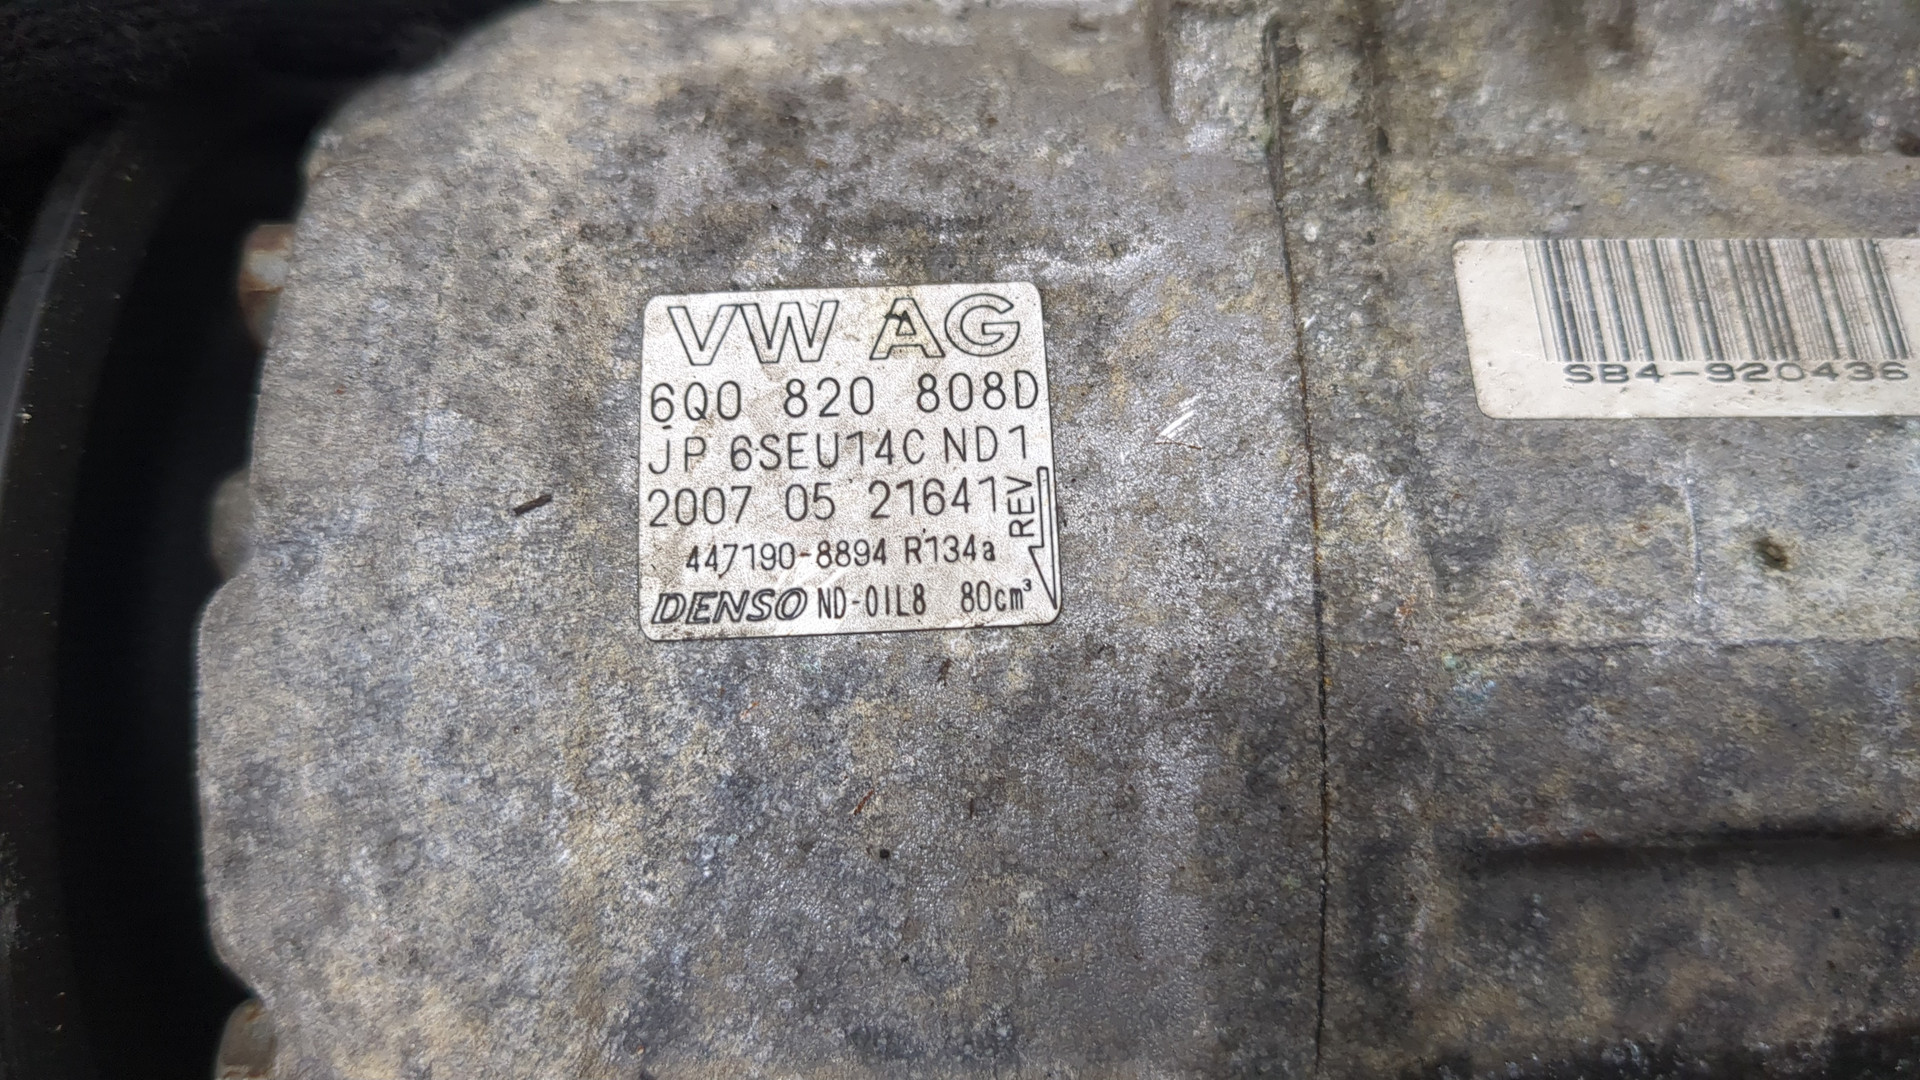 VW AG
6Q0 820 808D
JP 6SEU14C ND1
2007 05 21641
REV
447190-8894 R134a
DENSO ND-OIL8 80cm³
SB4-920436